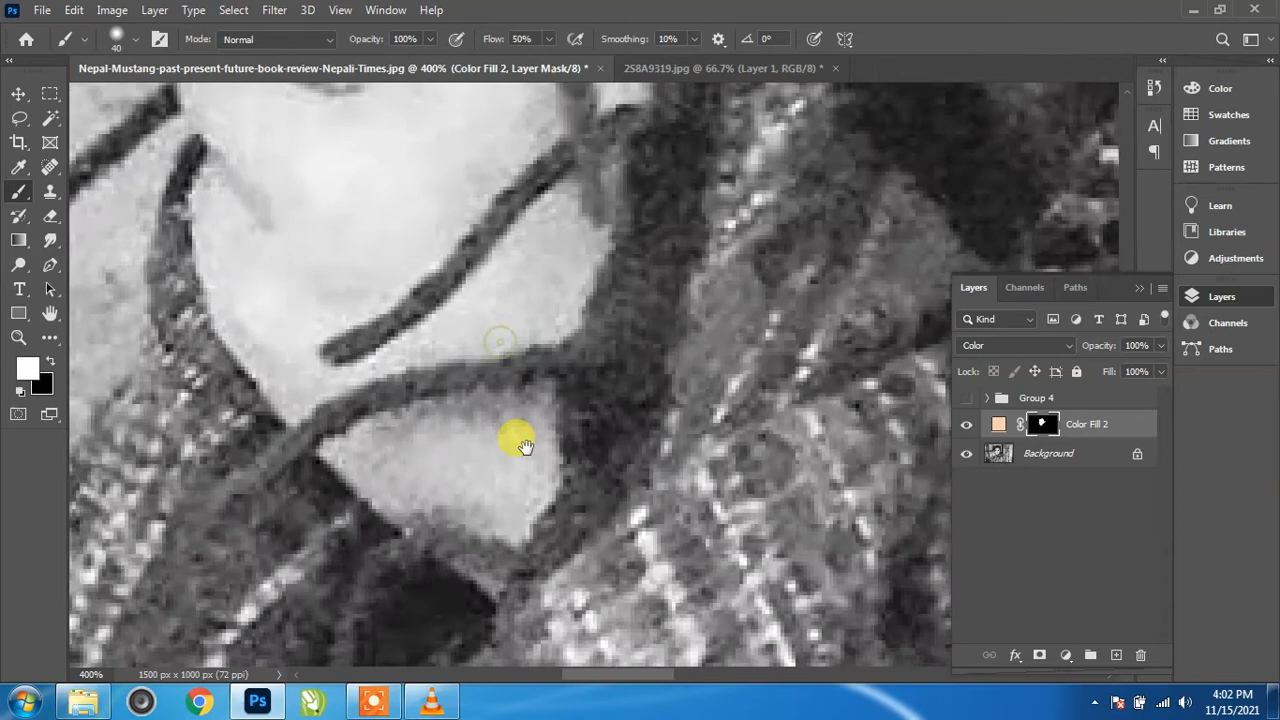 Ps File Edit Image Layer Type Select Filter 3D View Window Help
40 Mode: Normal Opacity: 100% Flow: 50% Smoothing: 10% 0°
Nepal-Mustang-past-present-future-book-review-Nepali-Times.jpg @ 400% (Color Fill 2, Layer Mask/8) * × 2S8A9319.jpg @ 66.7% (Layer 1, RGB/8) * ×
Color
Swatches
Gradients
Patterns
Learn
Libraries
Adjustments
Layers
Channels
Paths
Layers Channels Paths
Kind
Color Opacity: 100%
Lock: Fill: 100%
Group 4
Color Fill 2
Background
400% 1500 px x 1000 px (72 ppi)
Ps
4:02 PM
11/15/2021